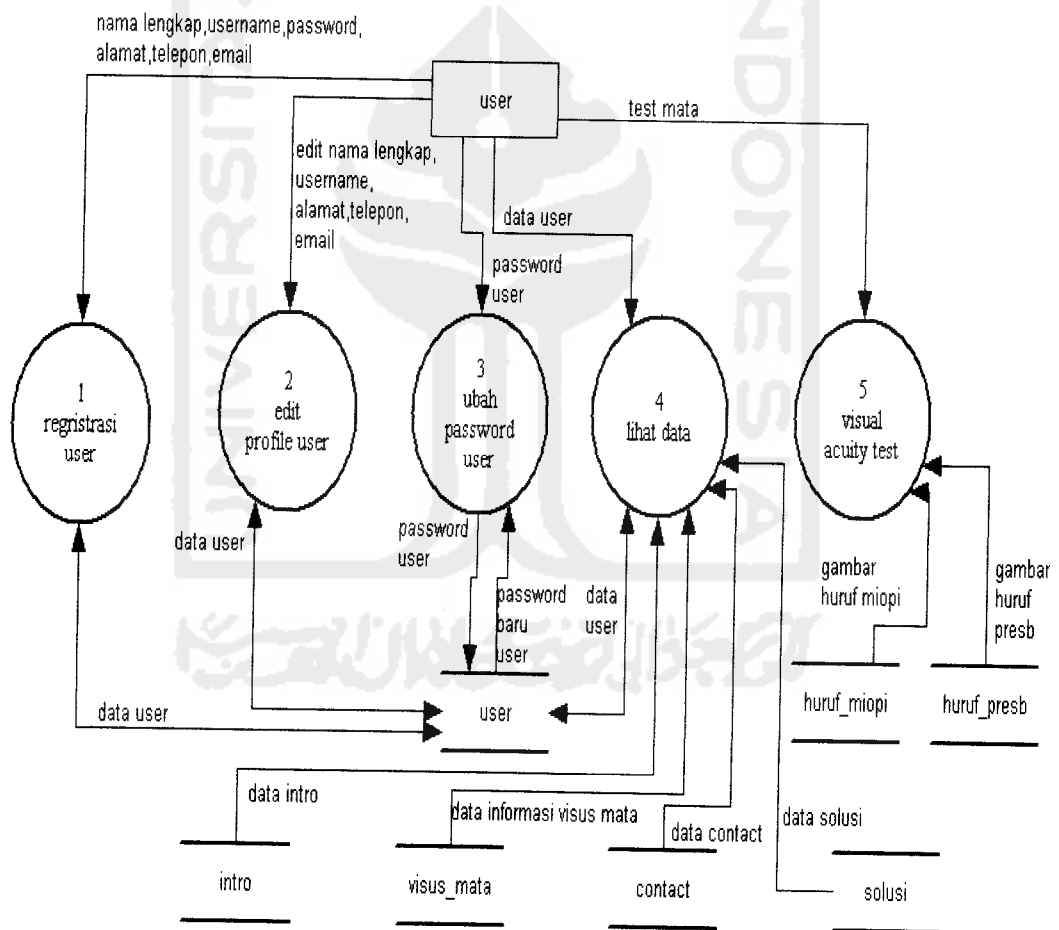 nama lengkap,username,password,
alamat,telepon,email
user
test mata
edit nama lengkap,
username,
alamat,telepon,
email
data user
password
user
1
regristrasi
user
2
edit
profile user
3
ubah
password
user
4
lihat data
5
visual
acuity test
data user
password
user
password
baru
user
data
user
gambar
huruf miopi
gambar
huruf
presb
data user
user
huruf_miopi
huruf_presb
data intro
data informasi visus mata
data contact
data solusi
intro
visus_mata
contact
solusi
UNIVERSITA
NDONESIA